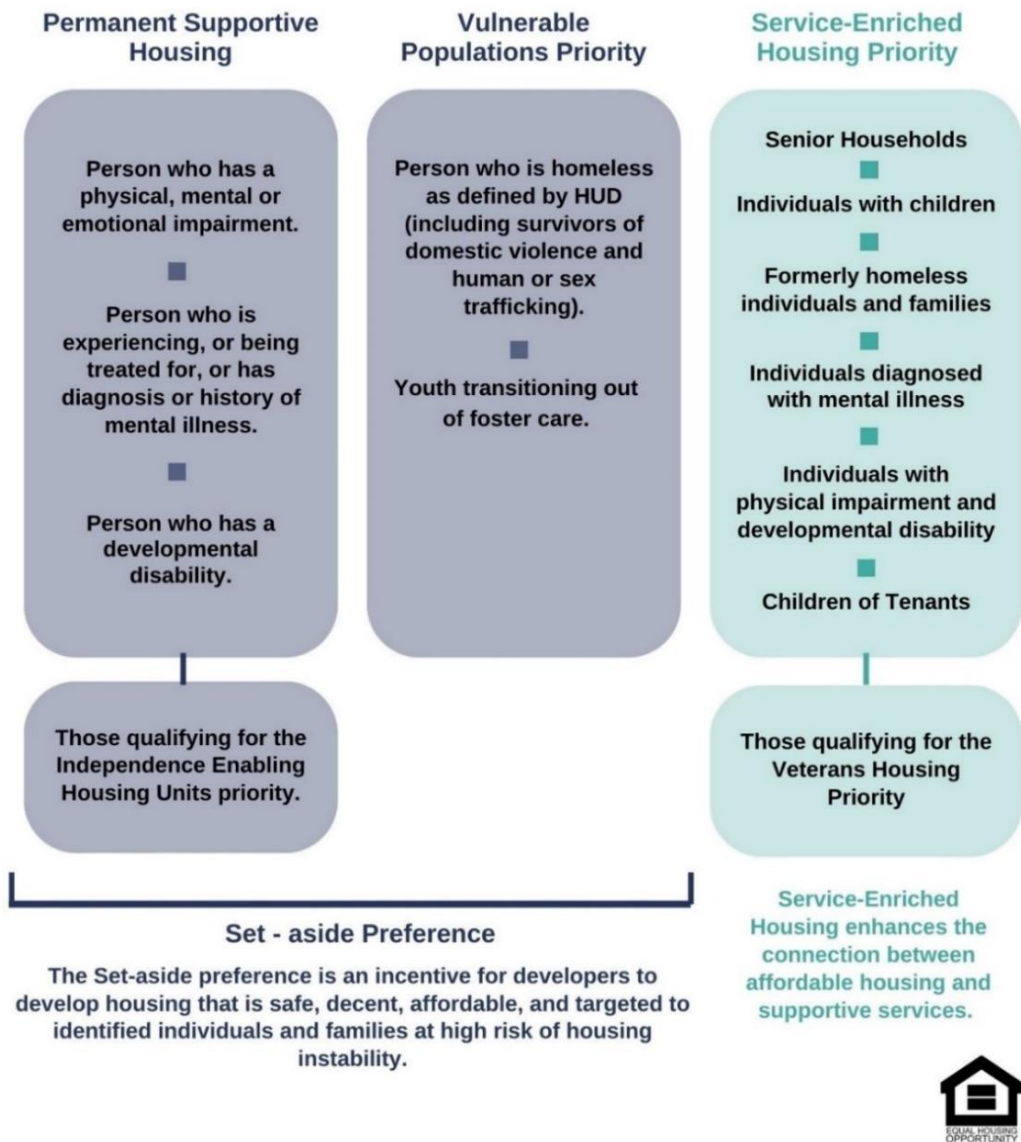 Permanent Supportive
Housing
Person who has a
physical, mental or
emotional impairment.
Person who is
experiencing, or being
treated for, or has
diagnosis or history of
mental illness.
Person who has a
developmental
disability.
Those qualifying for the
Independence Enabling
Housing Units priority.
Vulnerable
Populations Priority
Person who is homeless
as defined by HUD
(including survivors of
domestic violence and
human or sex
trafficking).
Youth transitioning out
of foster care.
Set - aside Preference
The Set-aside preference is an incentive for developers to
develop housing that is safe, decent, affordable, and targeted to
identified individuals and families at high risk of housing
instability.
Service-Enriched
Housing Priority
Senior Households
Individuals with children
Formerly homeless
individuals and families
Individuals diagnosed
with mental illness
Individuals with
physical impairment and
developmental disability
Children of Tenants
Those qualifying for the
Veterans Housing
Priority
Service-Enriched
Housing enhances the
connection between
affordable housing and
supportive services.
EQUAL HOUSING
OPPORTUNITY